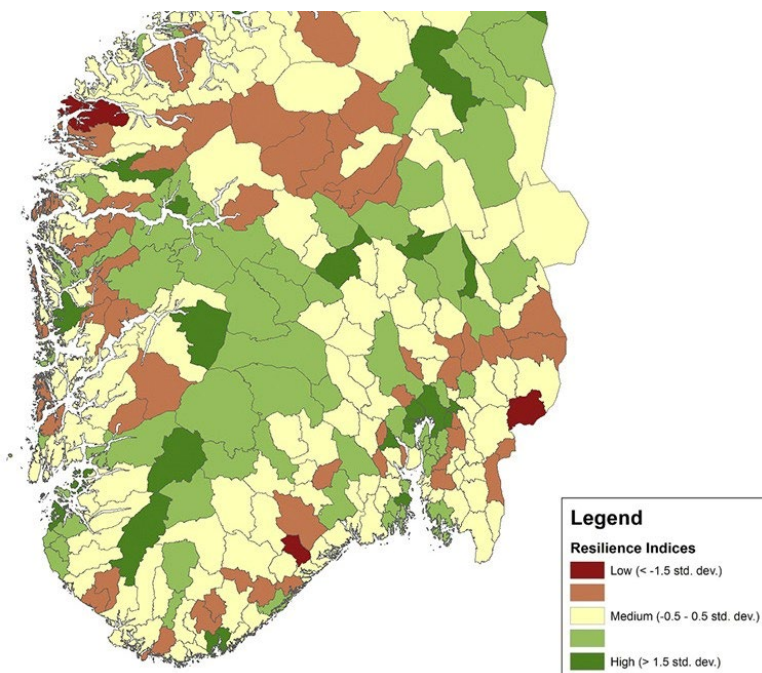 Legend
Resilience Indices
Low (< -1.5 std. dev.)
Medium (-0.5 - 0.5 std. dev.)
High (> 1.5 std. dev.)